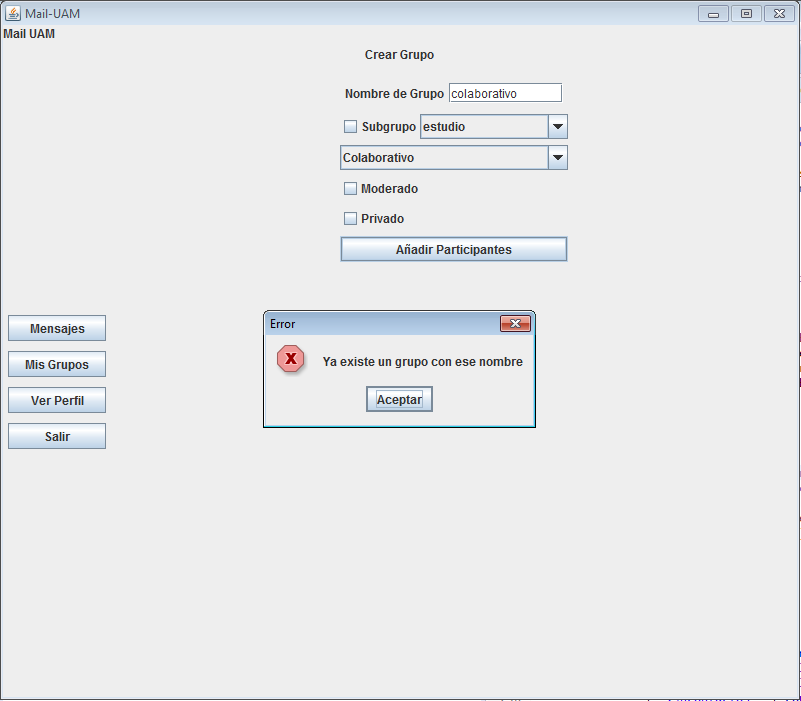 Mail-UAM
Mail UAM
Crear Grupo
Nombre de Grupo colaborativo
Subgrupo estudio
Colaborativo
Moderado
Privado
Añadir Participantes
Mensajes
Mis Grupos
Ver Perfil
Salir
Error
Ya existe un grupo con ese nombre
Aceptar